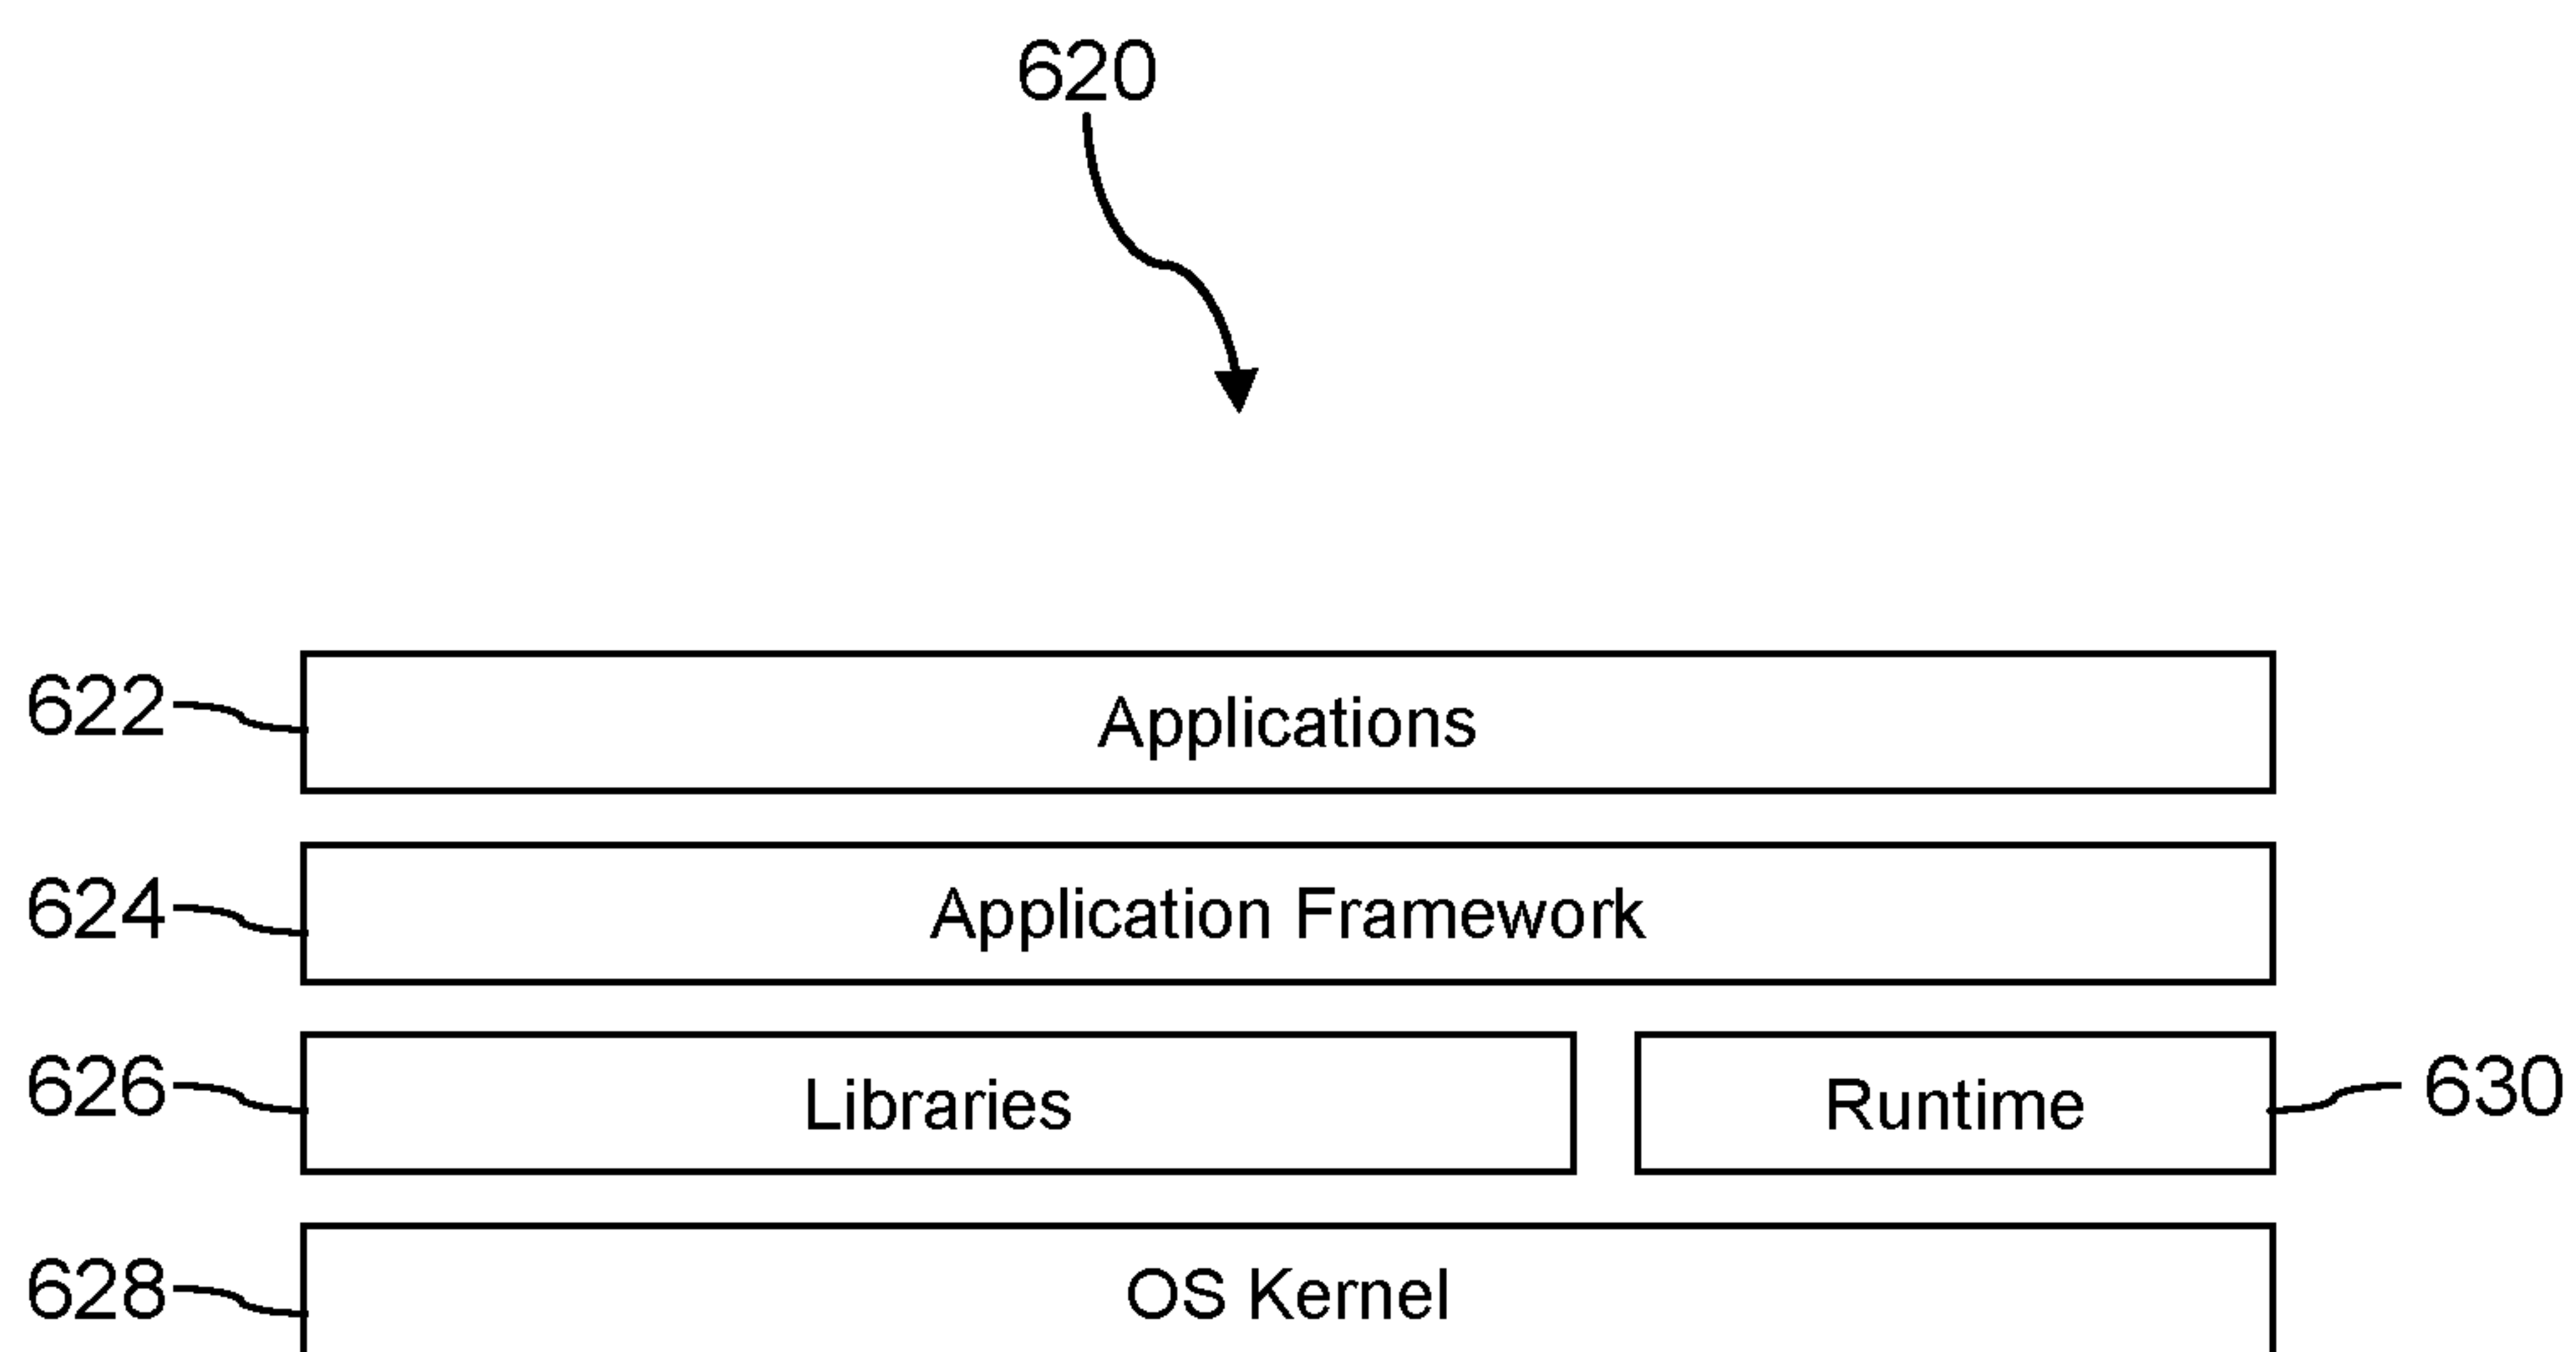 620
622 Applications
624 Application Framework
626 Libraries Runtime 630
628 OS Kernel